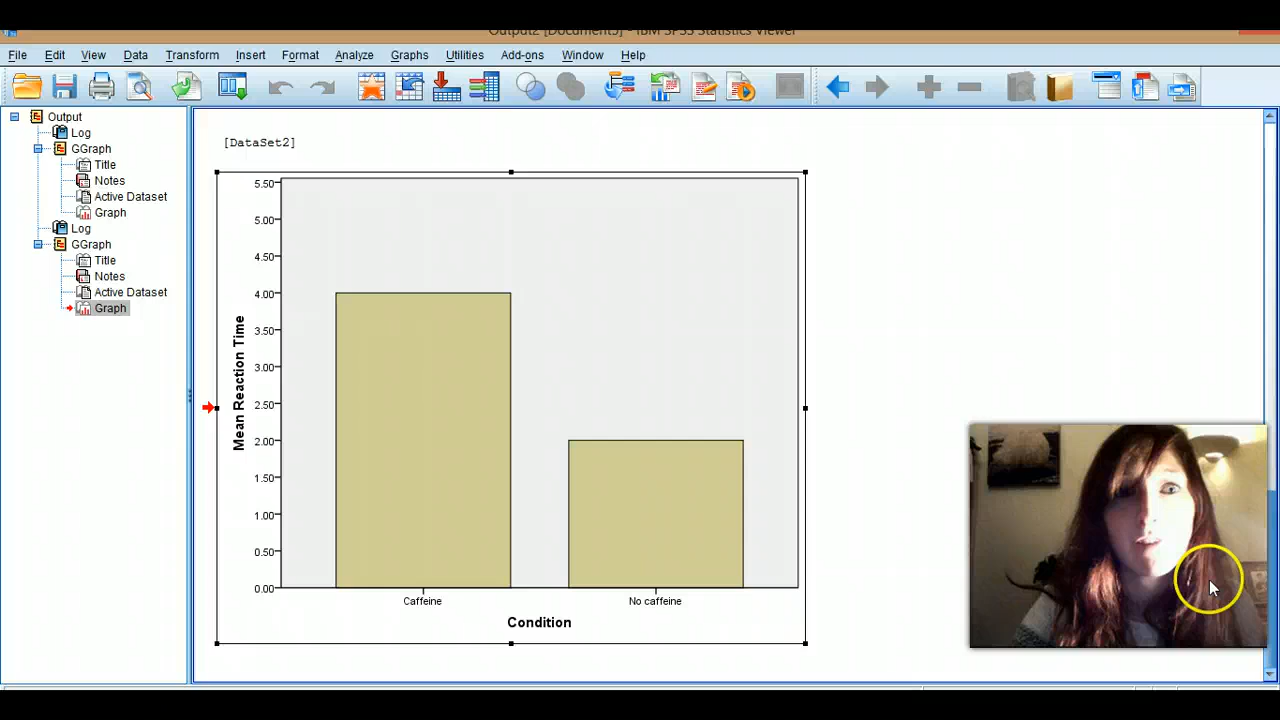 Output2 [Document3] - IBM SPSS Statistics Viewer
File Edit View Data Transform Insert Format Analyze Graphs Utilities Add-ons Window Help
Output
Log
GGraph
Title
Notes
Active Dataset
Graph
Log
GGraph
Title
Notes
Active Dataset
Graph
[DataSet2]
5.50
5.00
4.50
4.00
3.50
3.00
2.50
2.00
1.50
1.00
0.50
0.00
Mean Reaction Time
Caffeine No caffeine
Condition